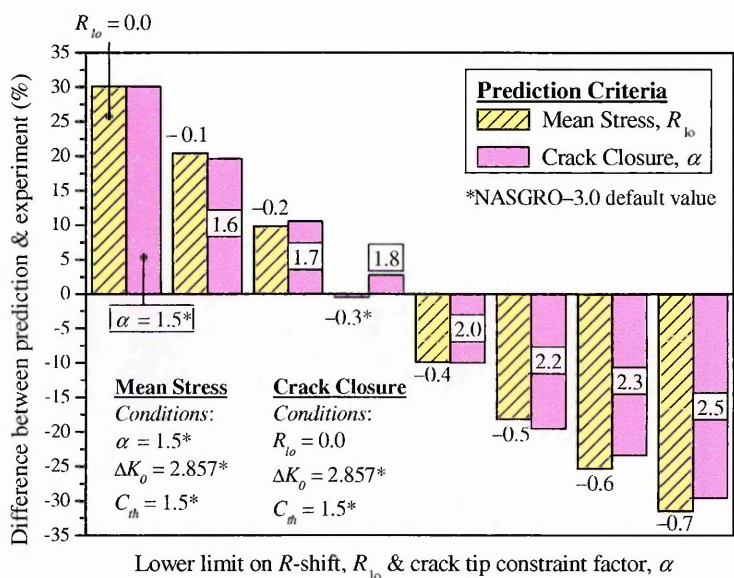 R_lo = 0.0
35
30
25
20
15
10
5
0
-5
-10
-15
-20
-25
-30
-35
Difference between prediction & experiment (%)
Prediction Criteria
Mean Stress, R_lo
Crack Closure, α
*NASGRO–3.0 default value
–0.1
1.6
–0.2
1.7
–0.3*
1.8
–0.4
2.0
–0.5
2.2
–0.6
2.3
–0.7
2.5
α = 1.5*
Mean Stress
Conditions:
α = 1.5*
ΔK_0 = 2.857*
C_th = 1.5*
Crack Closure
Conditions:
R_lo = 0.0
ΔK_0 = 2.857*
C_th = 1.5*
Lower limit on R-shift, R_lo & crack tip constraint factor, α